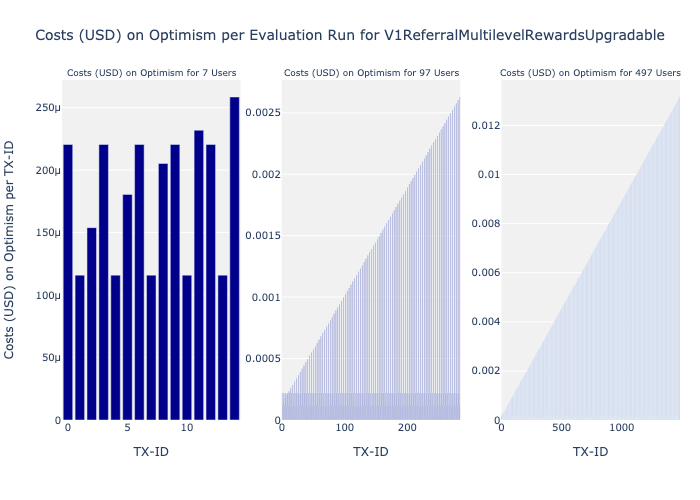 Costs (USD) on Optimism per Evaluation Run for V1ReferralMultilevelRewardsUpgradable
Costs (USD) on Optimism for 7 Users
Costs (USD) on Optimism for 97 Users
Costs (USD) on Optimism for 497 Users
Costs (USD) on Optimism per TX-ID
250μ
200μ
150μ
100μ
50μ
0
0
5
10
TX-ID
0.0025
0.002
0.0015
0.001
0.0005
0
0
100
200
TX-ID
0.012
0.01
0.008
0.006
0.004
0.002
0
0
500
1000
TX-ID